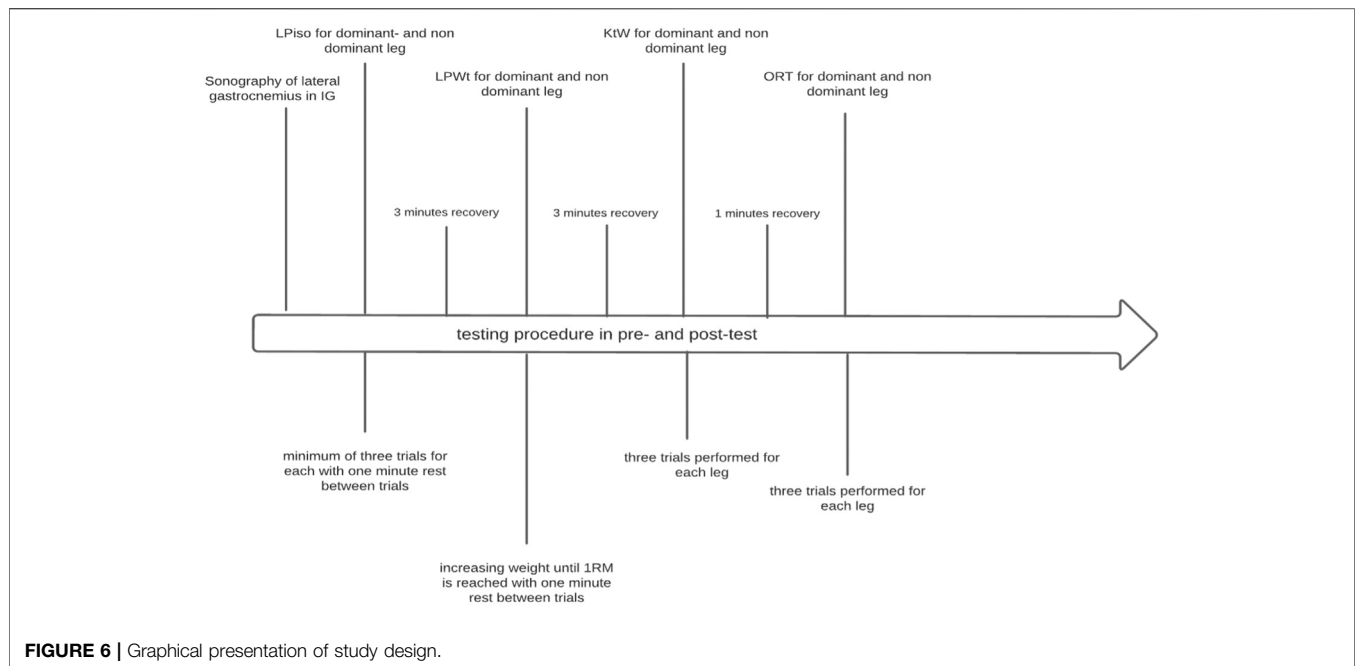 LPiso for dominant- and non
dominant leg
KtW for dominant and non
dominant leg
Sonography of lateral
gastrocnemius in IG
LPWt for dominant and non
dominant leg
ORT for dominant and non
dominant leg
3 minutes recovery
3 minutes recovery
1 minutes recovery
testing procedure in pre- and post-test
minimum of three trials for
each with one minute rest
between trials
three trials performed for
each leg
three trials performed for
each leg
increasing weight until 1RM
is reached with one minute
rest between trials
FIGURE 6 | Graphical presentation of study design.